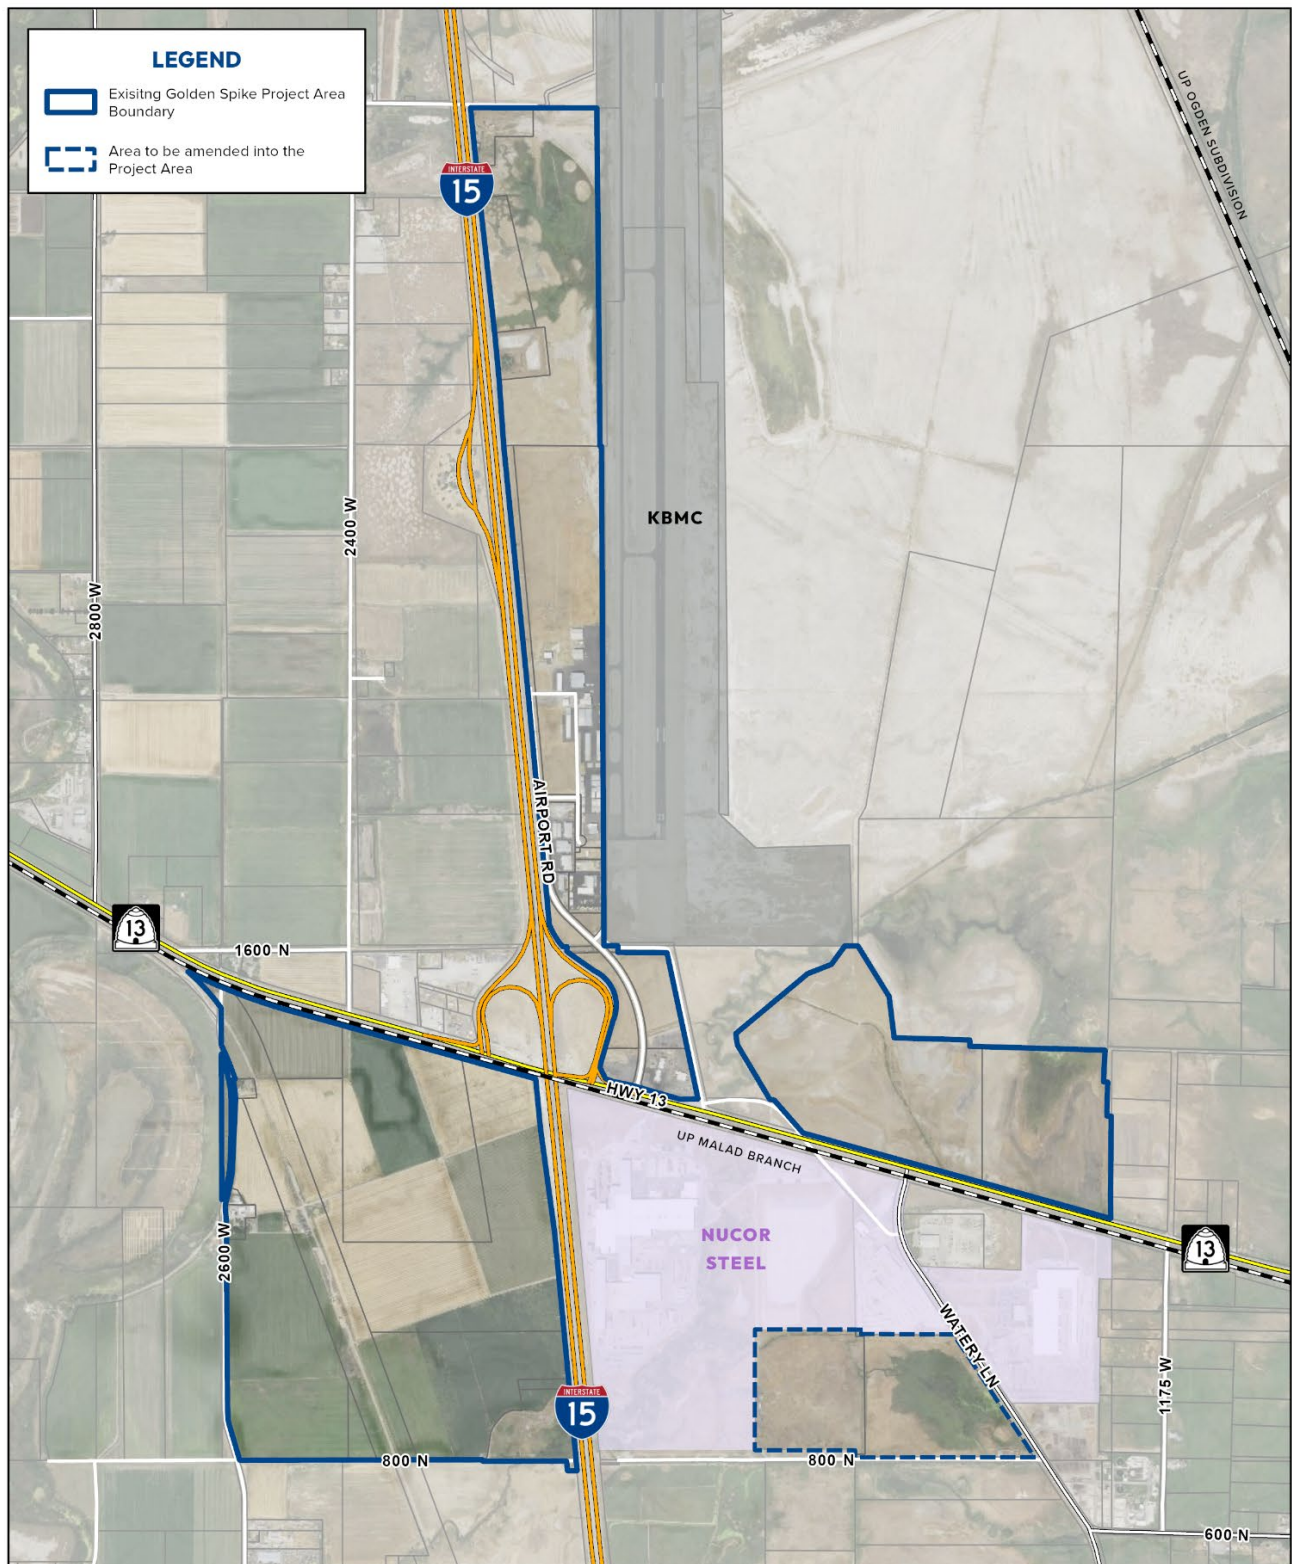 LEGEND
Exisitng Golden Spike Project Area
Boundary
Area to be amended into the
Project Area
UP OGDEN SUBDIVISION
INTERSTATE
15
KBMC
2400 W
2800 W
AIRPORT RD
13
1600 N
HWY 13
UP MALAD BRANCH
NUCOR
STEEL
2600 W
13
WATERY LN
1175 W
INTERSTATE
15
800 N
800 N
600 N